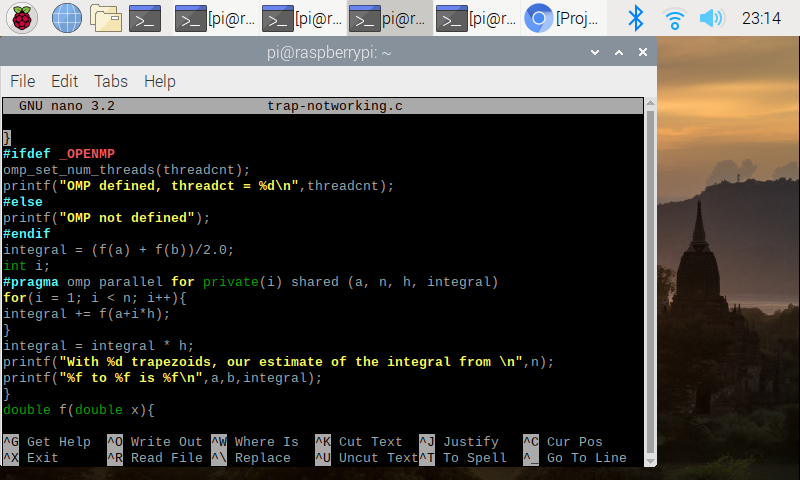 [pi@r... [pi@r... pi@r... [pi@r... [Proj... 23:14
pi@raspberrypi: ~
File Edit Tabs Help
GNU nano 3.2 trap-notworking.c
}
#ifdef _OPENMP
omp_set_num_threads(threadcnt);
printf("OMP defined, threadct = %d\n",threadcnt);
#else
printf("OMP not defined");
#endif
integral = (f(a) + f(b))/2.0;
int i;
#pragma omp parallel for private(i) shared (a, n, h, integral)
for(i = 1; i < n; i++){
integral += f(a+i*h);
}
integral = integral * h;
printf("With %d trapezoids, our estimate of the integral from \n",n);
printf("%f to %f is %f\n",a,b,integral);
}
double f(double x){
^G Get Help ^O Write Out ^W Where Is ^K Cut Text ^J Justify ^C Cur Pos
^X Exit ^R Read File ^\ Replace ^U Uncut Text ^T To Spell ^_ Go To Line